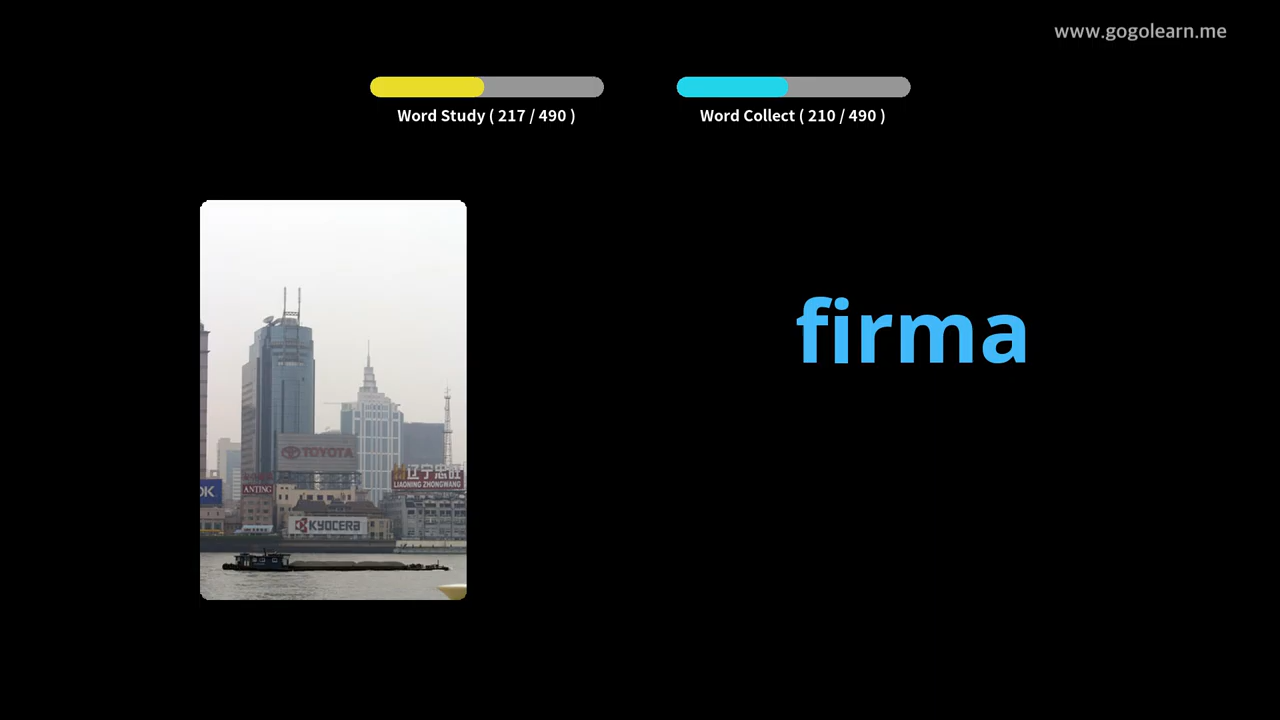 www.gogolearn.me
Word Study ( 217 / 490 )
Word Collect ( 210 / 490 )
firma
TOYOTA
辽宁忠旺
LIAONING ZHONGWANG
OK
ANTING
KYOCERA